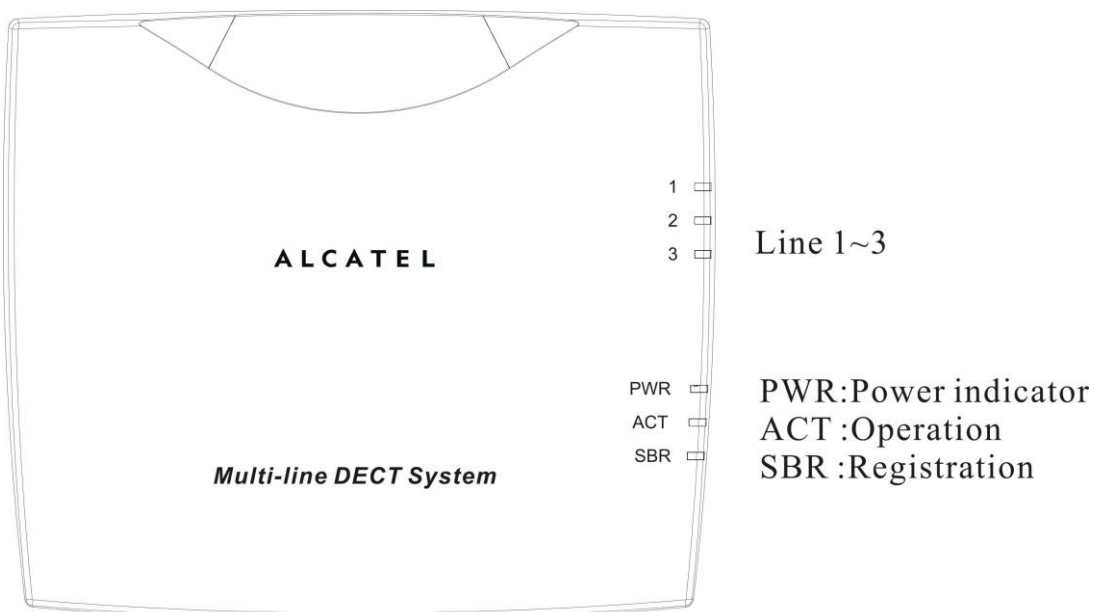 1
2
3
Line 1~3
ALCATEL
PWR
ACT
SBR
PWR:Power indicator
ACT :Operation
SBR :Registration
Multi-line DECT System